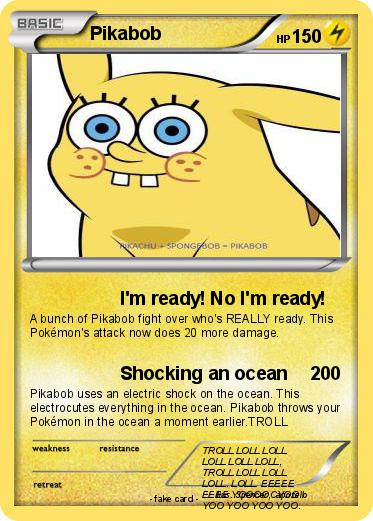 BASIC
Pikabob
HP 150
PIKACHU + SPONGEBOB = PIKABOB
I'm ready! No I'm ready!
A bunch of Pikabob fight over who's REALLY ready. This
Pokémon's attack now does 20 more damage.
Shocking an ocean 200
Pikabob uses an electric shock on the ocean. This
electrocutes everything in the ocean. Pikabob throws your
Pokémon in the ocean a moment earlier.TROLL
weakness resistance
retreat
TROLL LOLL LOLL
LOLL LOLL LOLL,
TROLL LOLL LOLL
LOLL, LOLL. EEEEE
- fake card -
YOO YOO YOO YOO.